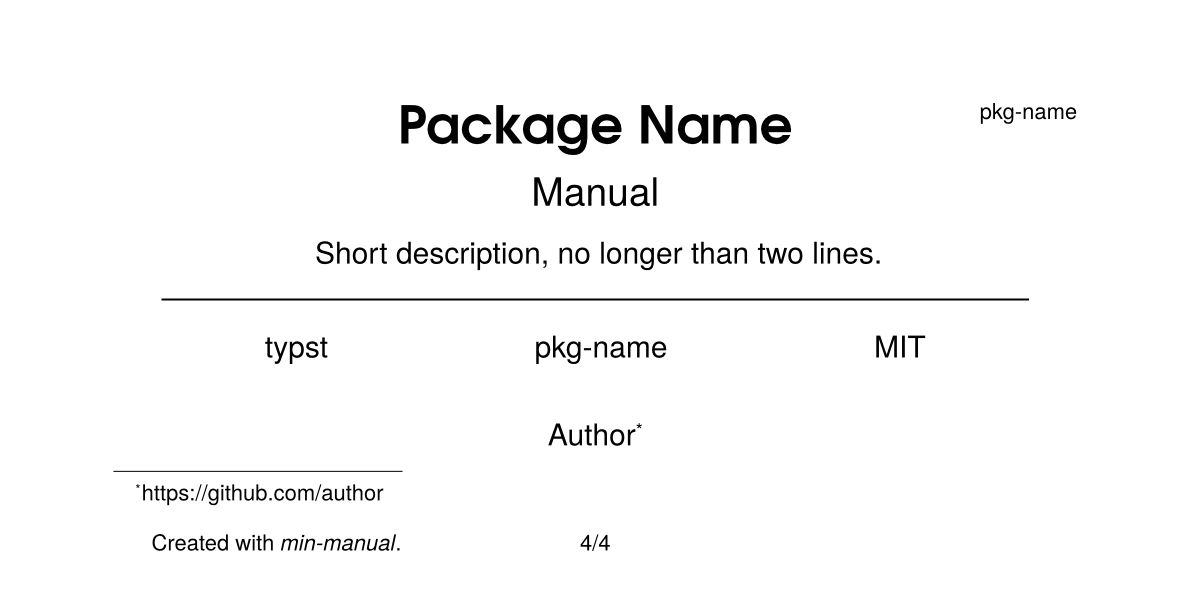 pkg-name
Package Name
Manual
Short description, no longer than two lines.
typst pkg-name MIT
Author*
*https://github.com/author
Created with min-manual. 4/4